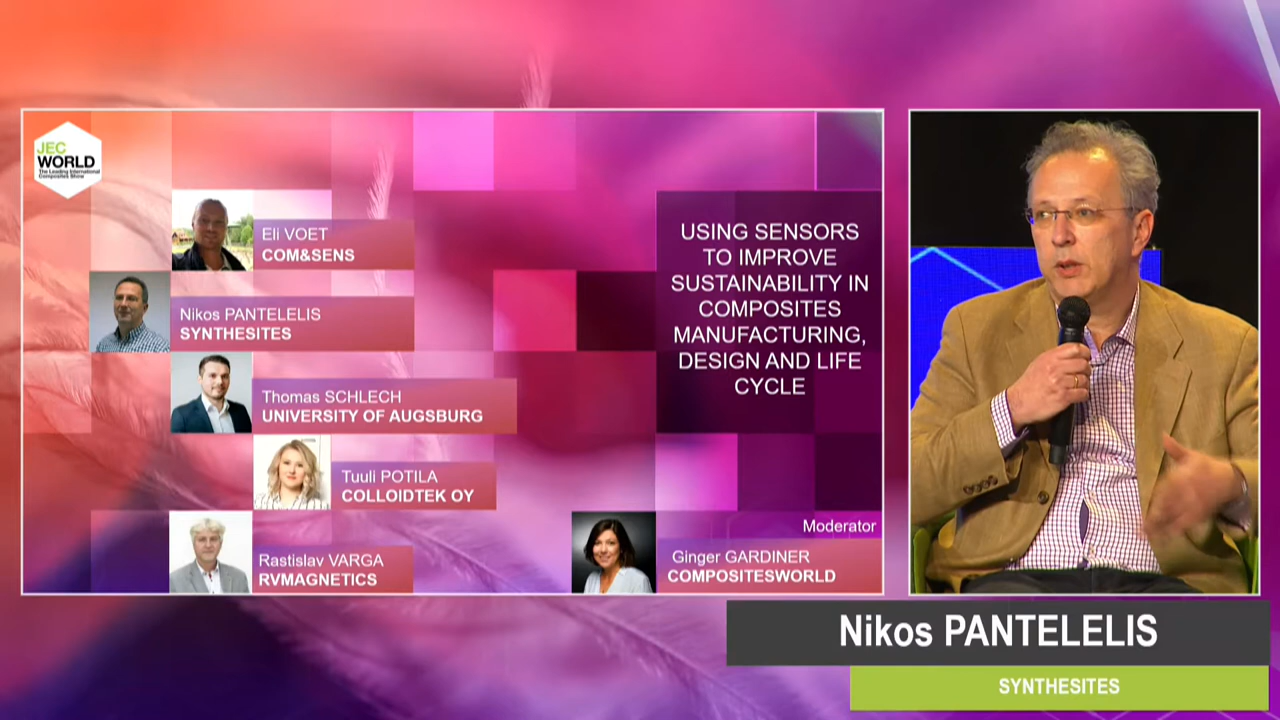 JEC
WORLD
The Leading International
Composites Show
Eli VOET
COM&SENS
Nikos PANTELELIS
SYNTHESITES
Thomas SCHLECH
UNIVERSITY OF AUGSBURG
Tuuli POTILA
COLLOIDTEK OY
Rastislav VARGA
RVMAGNETICS
USING SENSORS
TO IMPROVE
SUSTAINABILITY IN
COMPOSITES
MANUFACTURING,
DESIGN AND LIFE
CYCLE
Moderator
Ginger GARDINER
COMPOSITESWORLD
Nikos PANTELELIS
SYNTHESITES